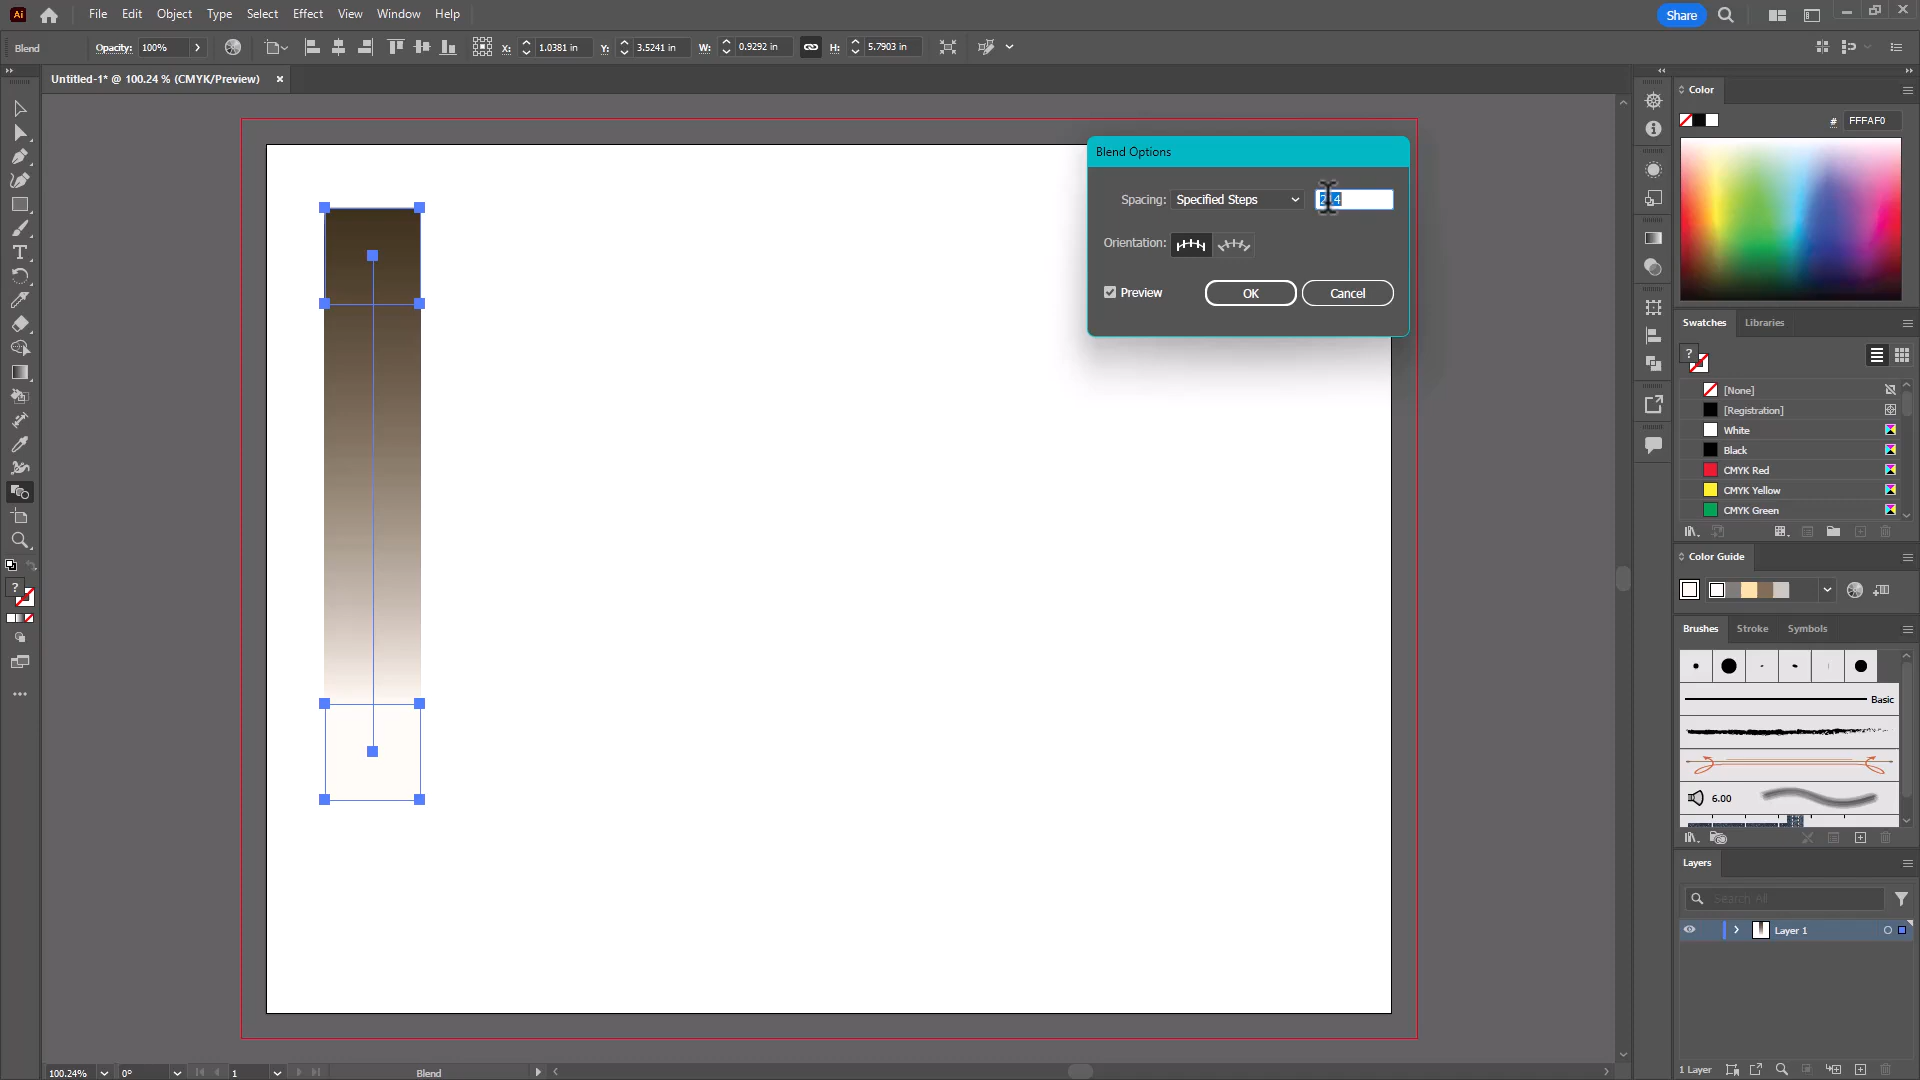 Ai File Edit Object Type Select Effect View Window Help Share
Blend Opacity: 100% X: 1.0381 in Y: 3.5241 in W: 0.9292 in H: 5.7903 in
Untitled-1* @ 100.24 % (CMYK/Preview)
Blend Options
Spacing: Specified Steps
Orientation:
Preview OK Cancel
Color
# FFFAF0
Swatches Libraries
?
[None]
[Registration]
White
Black
CMYK Red
CMYK Yellow
CMYK Green
Color Guide
?
Brushes Stroke Symbols
Basic
6.00
Layers
Search All
Layer 1
1 Layer
100.24% 0° 1 Blend